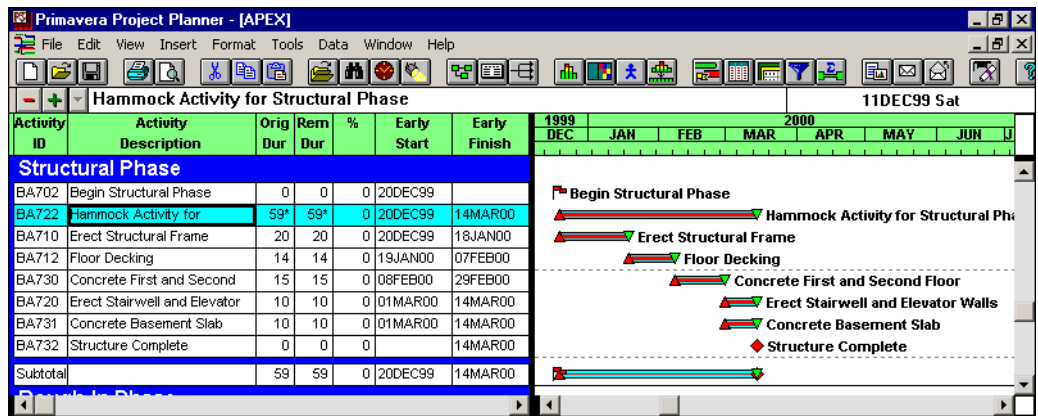 Primavera Project Planner - [APEX]
File Edit View Insert Format Tools Data Window Help
Hammock Activity for Structural Phase 11DEC99 Sat
Activity ID Activity Description Orig Dur Rem Dur % Early Start Early Finish
1999 2000
DEC JAN FEB MAR APR MAY JUN J
Structural Phase
BA702 Begin Structural Phase 0 0 0 20DEC99 Begin Structural Phase
BA722 Hammock Activity for 59* 59* 0 20DEC99 14MAR00 Hammock Activity for Structural Pha
BA710 Erect Structural Frame 20 20 0 20DEC99 18JAN00 Erect Structural Frame
BA712 Floor Decking 14 14 0 19JAN00 07FEB00 Floor Decking
BA730 Concrete First and Second 15 15 0 08FEB00 29FEB00 Concrete First and Second Floor
BA720 Erect Stairwell and Elevator 10 10 0 01MAR00 14MAR00 Erect Stairwell and Elevator Walls
BA731 Concrete Basement Slab 10 10 0 01MAR00 14MAR00 Concrete Basement Slab
BA732 Structure Complete 0 0 0 14MAR00 Structure Complete
Subtotal 59 59 0 20DEC99 14MAR00